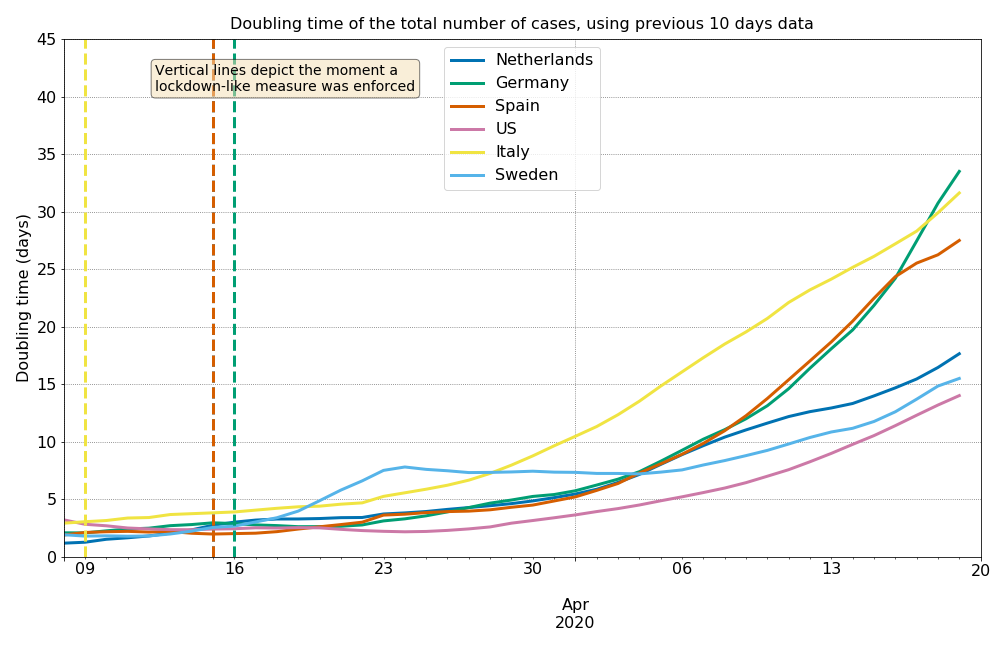 Doubling time of the total number of cases, using previous 10 days data
Doubling time (days)
45
40
35
30
25
20
15
10
5
0
Vertical lines depict the moment a
lockdown-like measure was enforced
Netherlands
Germany
Spain
US
Italy
Sweden
09 16 23 30 06 13 20
Apr
2020